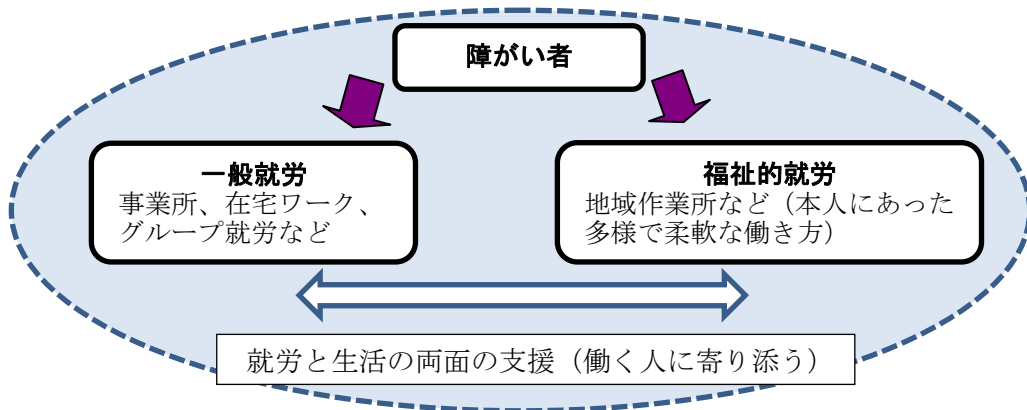 障がい者
一般就労
事業所、在宅ワーク、
グループ就労など
福祉的就労
地域作業所など（本人にあった
多様で柔軟な働き方）
就労と生活の両面の支援（働く人に寄り添う）